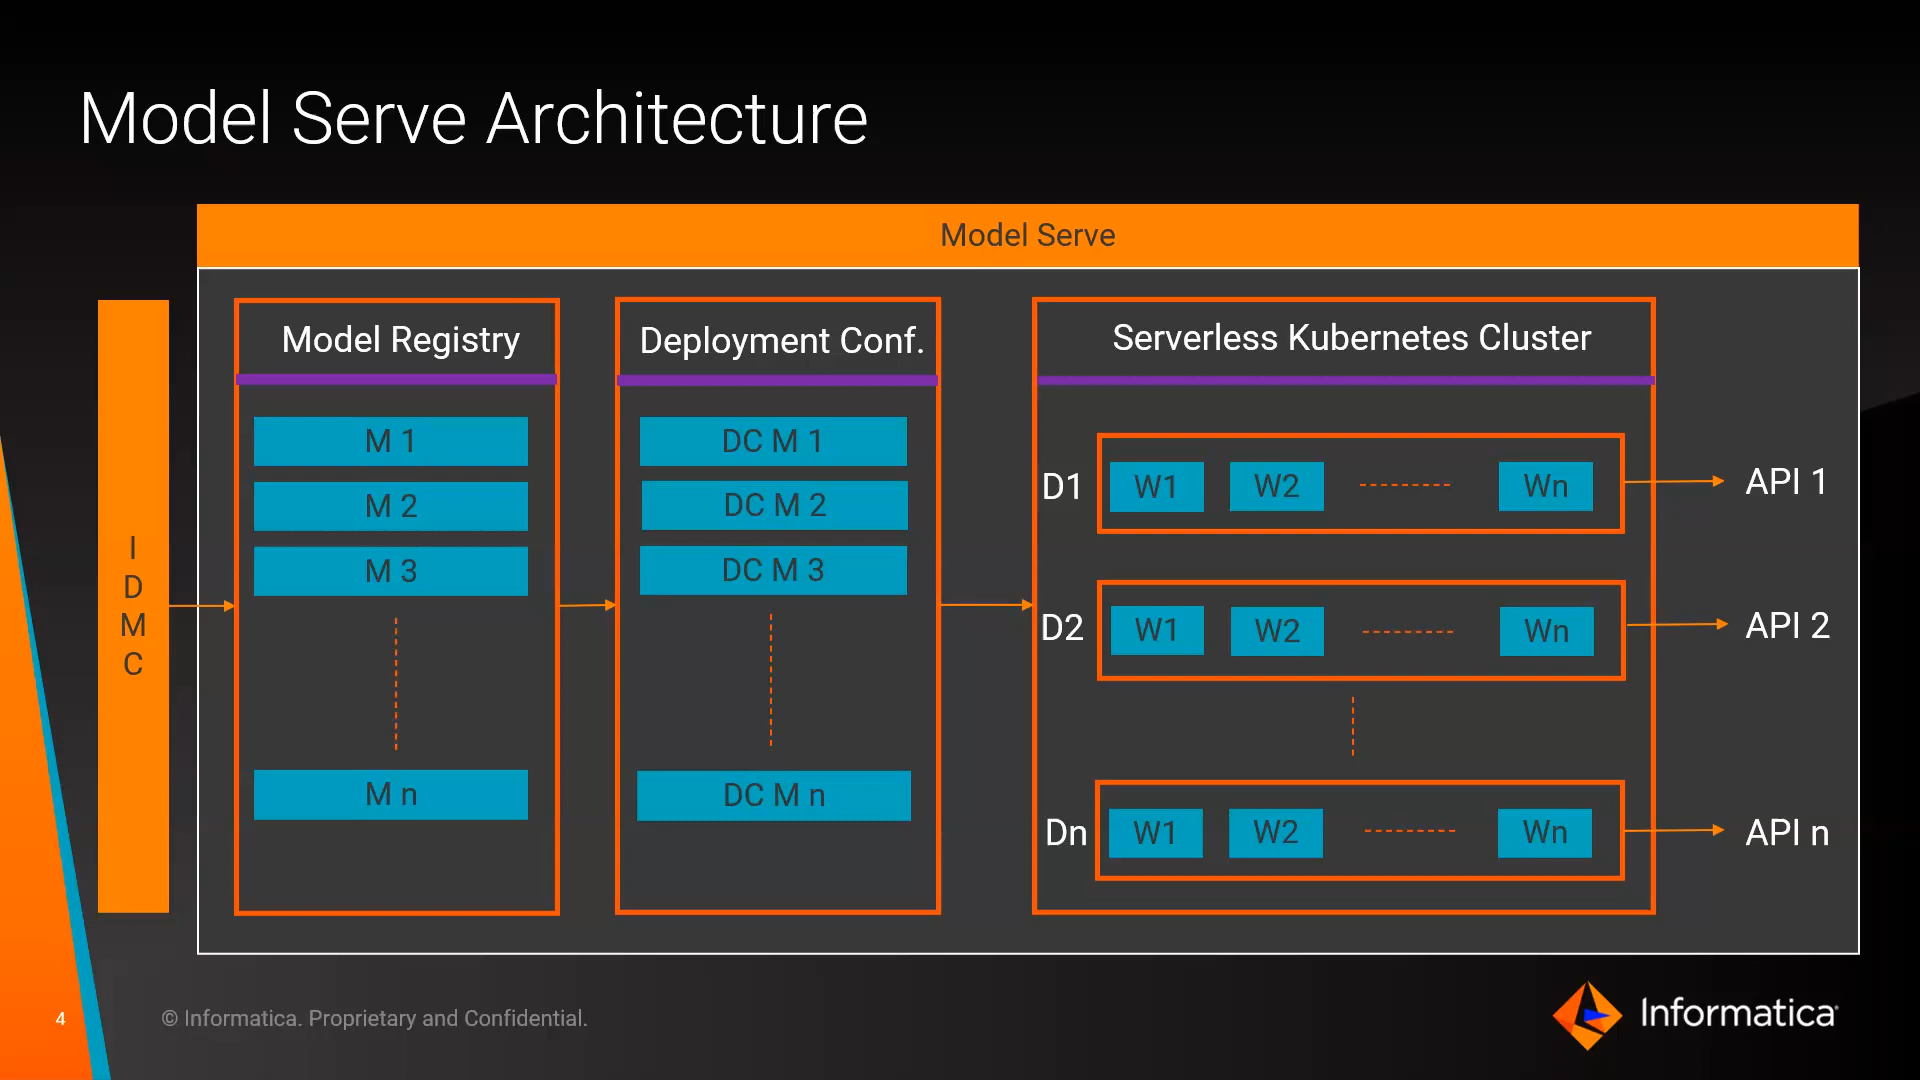 Model Serve Architecture
Model Serve
I
D
M
C
Model Registry
M 1
M 2
M 3
M n
Deployment Conf.
DC M 1
DC M 2
DC M 3
DC M n
Serverless Kubernetes Cluster
D1 W1 W2 Wn API 1
D2 W1 W2 Wn API 2
Dn W1 W2 Wn API n
4
© Informatica. Proprietary and Confidential.
Informatica